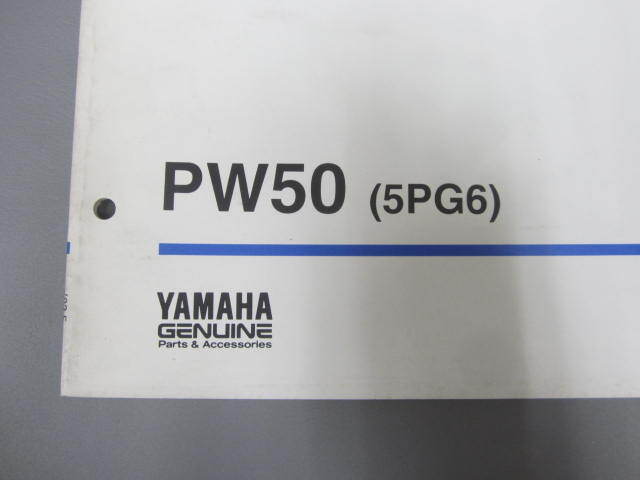 PW50 (5PG6)
YAMAHA
GENUINE
Parts & Accessories